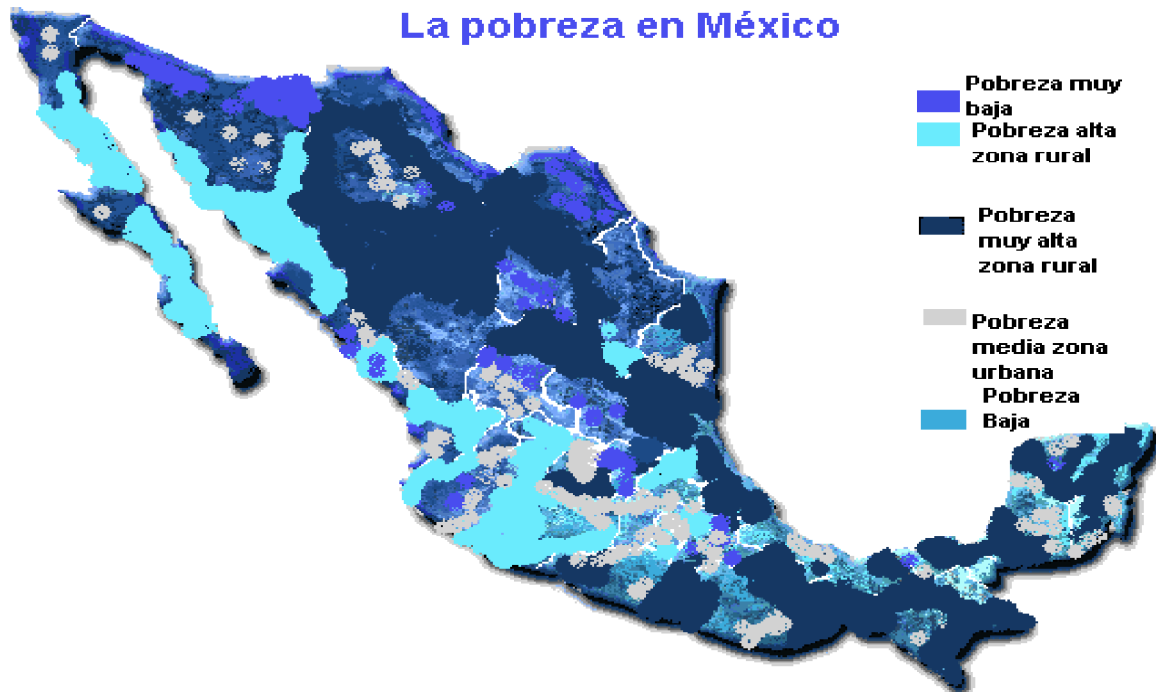 La pobreza en México
Pobreza muy
baja
Pobreza alta
zona rural
Pobreza
muy alta
zona rural
Pobreza
media zona
urbana
Pobreza
Baja